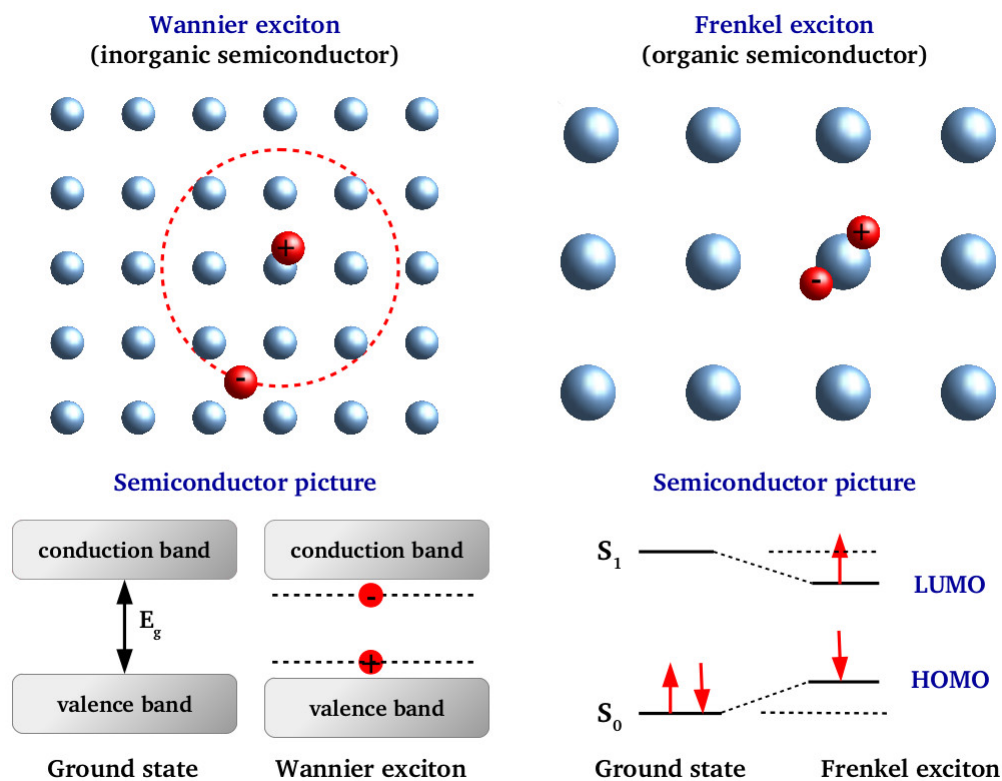 Wannier exciton
(inorganic semiconductor)
Frenkel exciton
(organic semiconductor)
+
-
+
-
Semiconductor picture
Semiconductor picture
conduction band
conduction band
S1
-
LUMO
Eg
+
HOMO
valence band
valence band
S0
Ground state
Wannier exciton
Ground state
Frenkel exciton